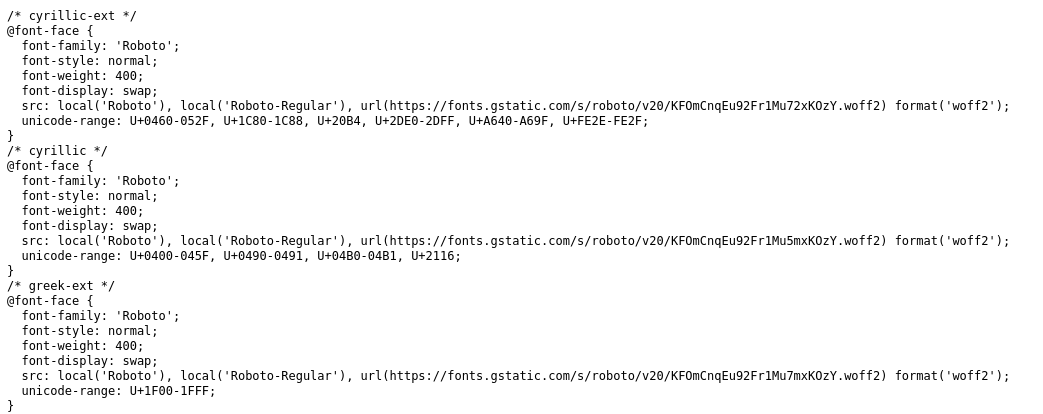 /* cyrillic-ext */
@font-face {
  font-family: 'Roboto';
  font-style: normal;
  font-weight: 400;
  font-display: swap;
  src: local('Roboto'), local('Roboto-Regular'), url(https://fonts.gstatic.com/s/roboto/v20/KFOmCnqEu92Fr1Mu72xKOzY.woff2) format('woff2');
  unicode-range: U+0460-052F, U+1C80-1C88, U+20B4, U+2DE0-2DFF, U+A640-A69F, U+FE2E-FE2F;
}
/* cyrillic */
@font-face {
  font-family: 'Roboto';
  font-style: normal;
  font-weight: 400;
  font-display: swap;
  src: local('Roboto'), local('Roboto-Regular'), url(https://fonts.gstatic.com/s/roboto/v20/KFOmCnqEu92Fr1Mu5mxKOzY.woff2) format('woff2');
  unicode-range: U+0400-045F, U+0490-0491, U+04B0-04B1, U+2116;
}
/* greek-ext */
@font-face {
  font-family: 'Roboto';
  font-style: normal;
  font-weight: 400;
  font-display: swap;
  src: local('Roboto'), local('Roboto-Regular'), url(https://fonts.gstatic.com/s/roboto/v20/KFOmCnqEu92Fr1Mu7mxKOzY.woff2) format('woff2');
  unicode-range: U+1F00-1FFF;
}